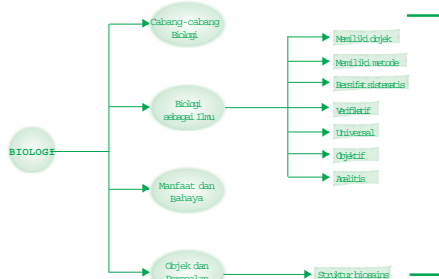 Cabang-cabang
Biologi
Memiliki objek
Memiliki metode
Bersifat sistematis
Biologi
sebagai Ilmu
Verifikatif
Universal
Objektif
Analitis
BIOLOGI
Manfaat dan
Bahaya
Objek dan
Persoalan
Struktur biosains